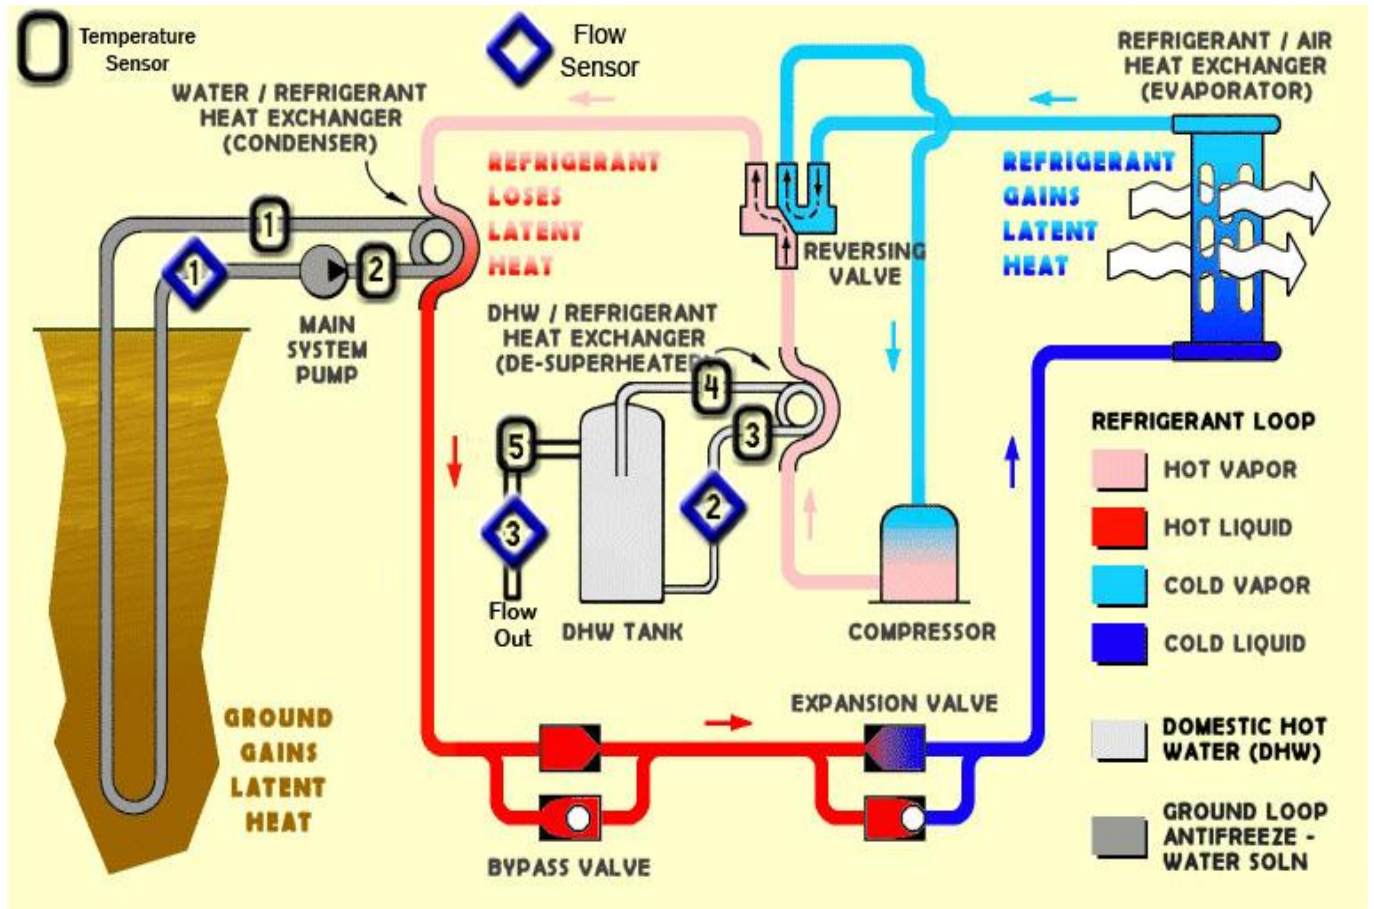 Temperature
Sensor
Flow
Sensor
REFRIGERANT / AIR
HEAT EXCHANGER
(EVAPORATOR)
WATER / REFRIGERANT
HEAT EXCHANGER
(CONDENSER)
REFRIGERANT
LOSES
LATENT
HEAT
REFRIGERANT
GAINS
LATENT
HEAT
1
1
2
REVERSING
VALVE
MAIN
SYSTEM
PUMP
DHW / REFRIGERANT
HEAT EXCHANGER
(DE-SUPERHEATER)
4
3
5
2
3
Flow
Out
DHW TANK
COMPRESSOR
REFRIGERANT LOOP
HOT VAPOR
HOT LIQUID
COLD VAPOR
COLD LIQUID
DOMESTIC HOT
WATER (DHW)
GROUND LOOP
ANTIFREEZE -
WATER SOLN
EXPANSION VALVE
GROUND
GAINS
LATENT
HEAT
BYPASS VALVE